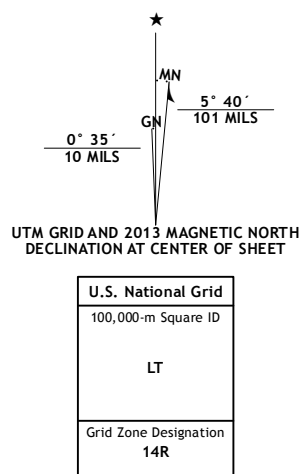 MN
5° 40´
101 MILS
GN
0° 35´
10 MILS
UTM GRID AND 2013 MAGNETIC NORTH
DECLINATION AT CENTER OF SHEET
U.S. National Grid
100,000-m Square ID
LT
Grid Zone Designation
14R